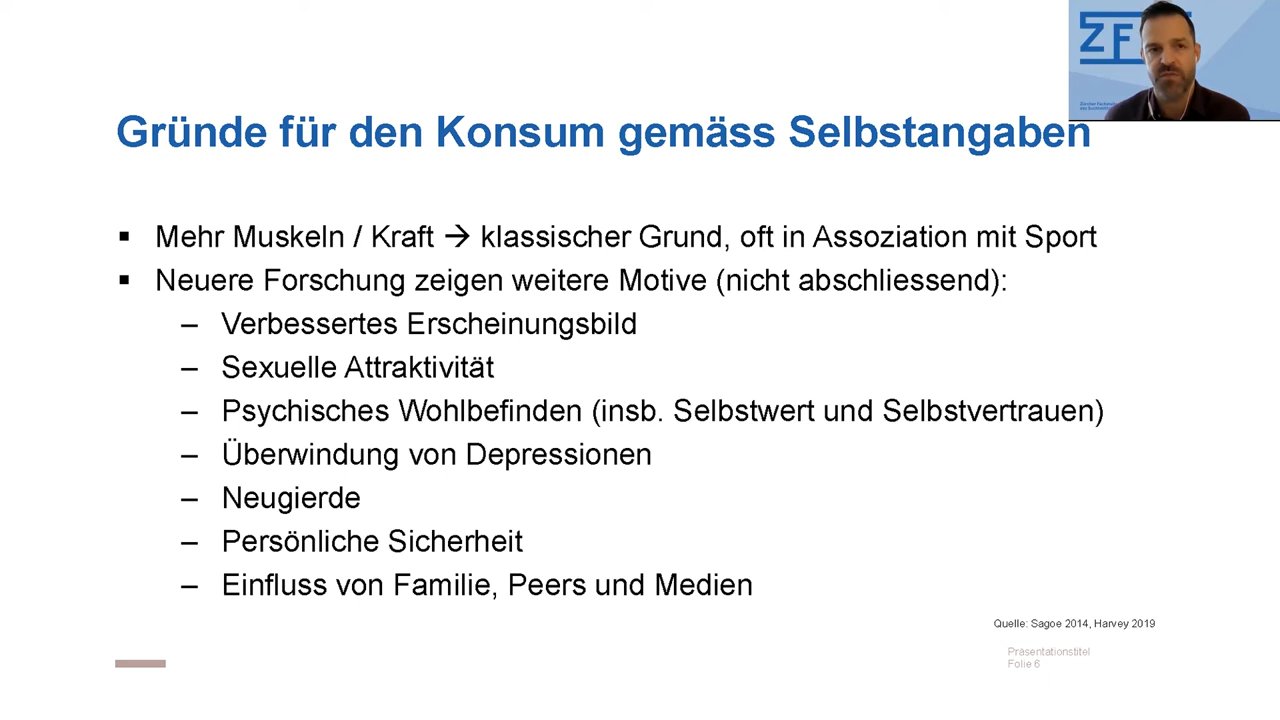 ZF
Gründe für den Konsum gemäss Selbstangaben
▪ Mehr Muskeln / Kraft → klassischer Grund, oft in Assoziation mit Sport
▪ Neuere Forschung zeigen weitere Motive (nicht abschliessend):
– Verbessertes Erscheinungsbild
– Sexuelle Attraktivität
– Psychisches Wohlbefinden (insb. Selbstwert und Selbstvertrauen)
– Überwindung von Depressionen
– Neugierde
– Persönliche Sicherheit
– Einfluss von Familie, Peers und Medien
Quelle: Sagoe 2014, Harvey 2019
Präsentationstitel
Folie 6